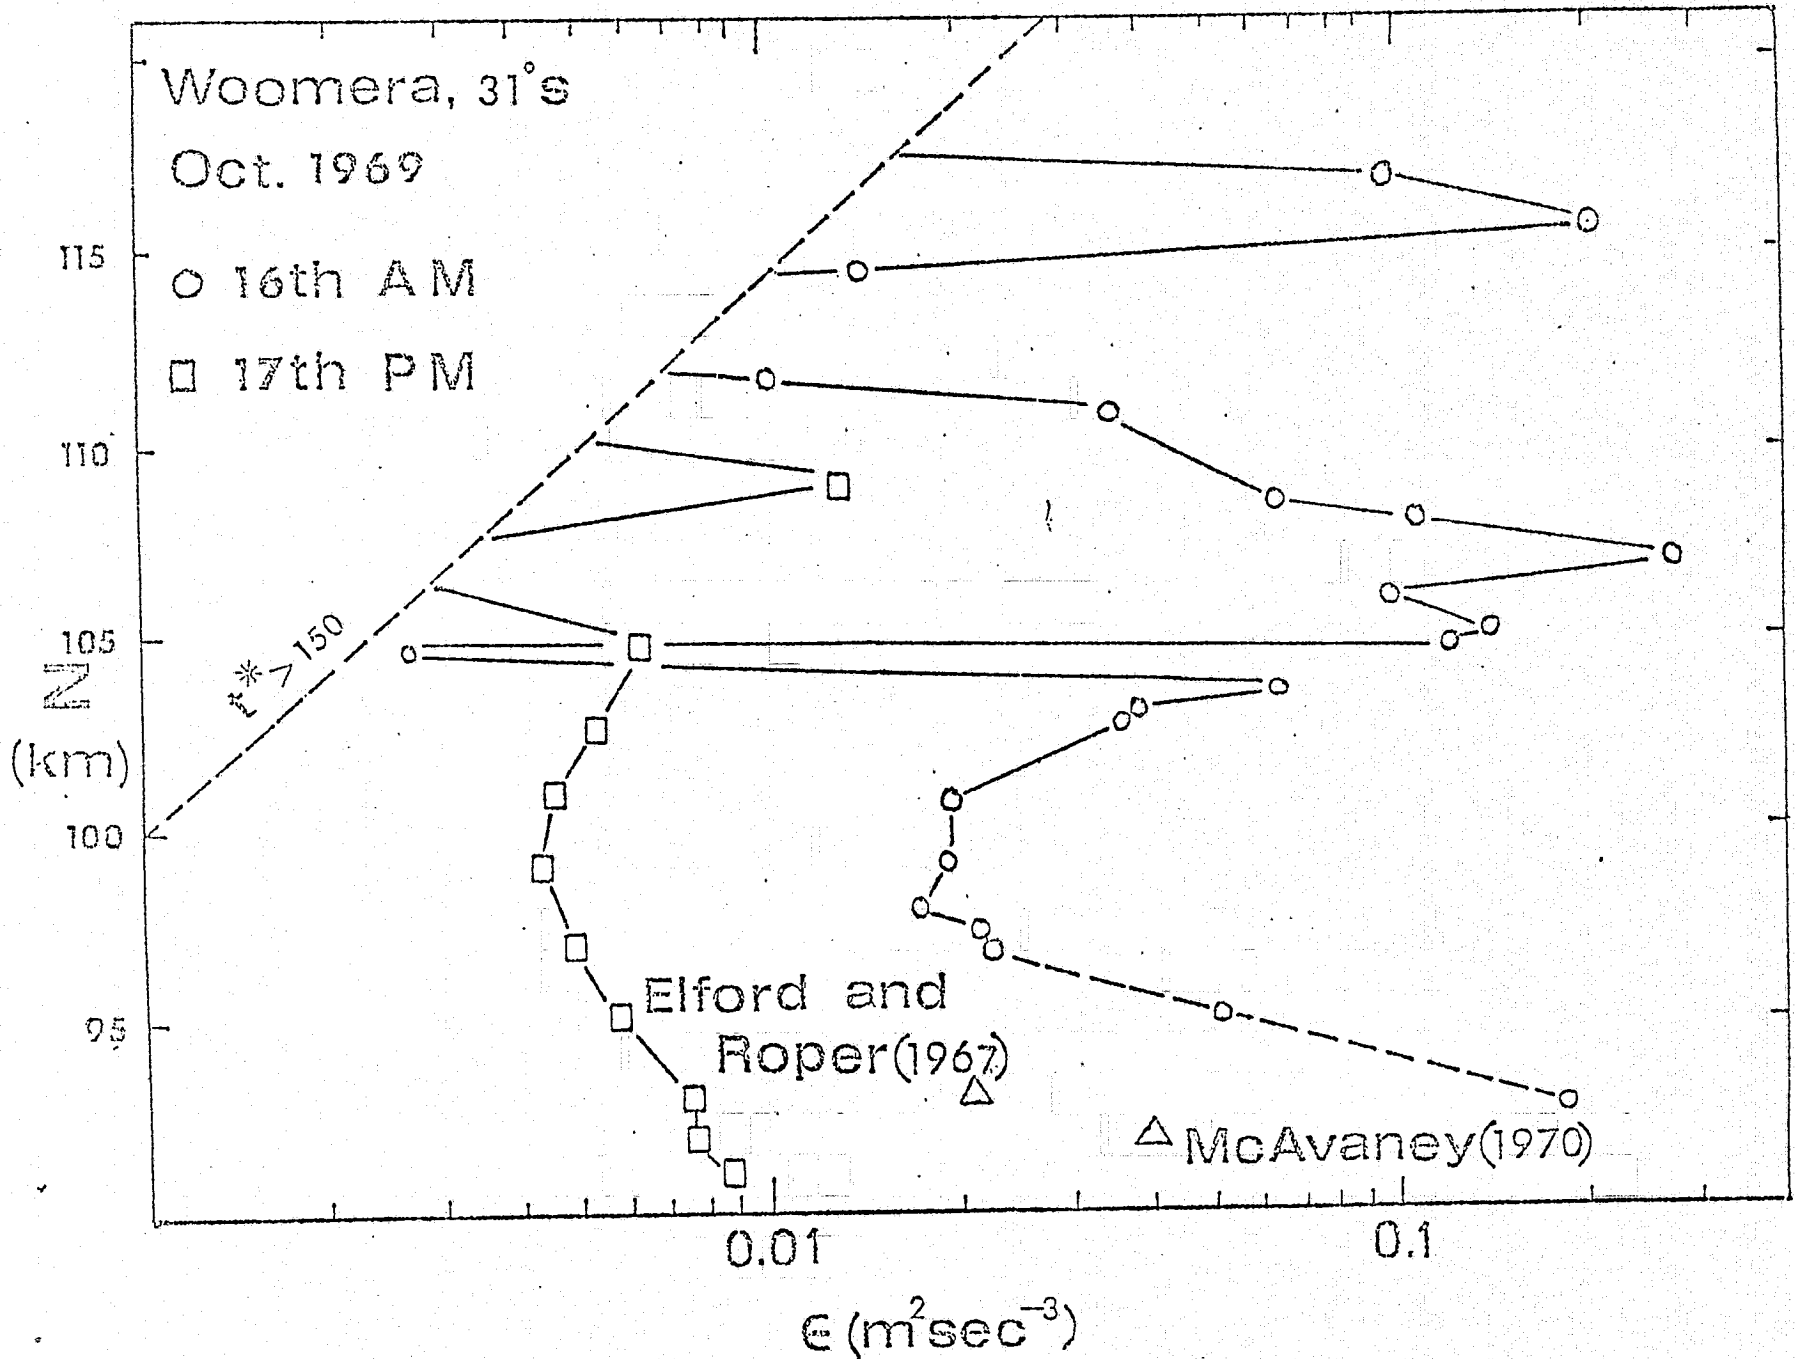 Woomera, 31°s
Oct. 1969
○ 16th AM
□ 17th PM
115
110
105
100
95
Z
(km)
t* > 150
Elford and
Roper(1967)
△ McAvaney(1970)
0.01
0.1
ϵ (m²sec⁻³)